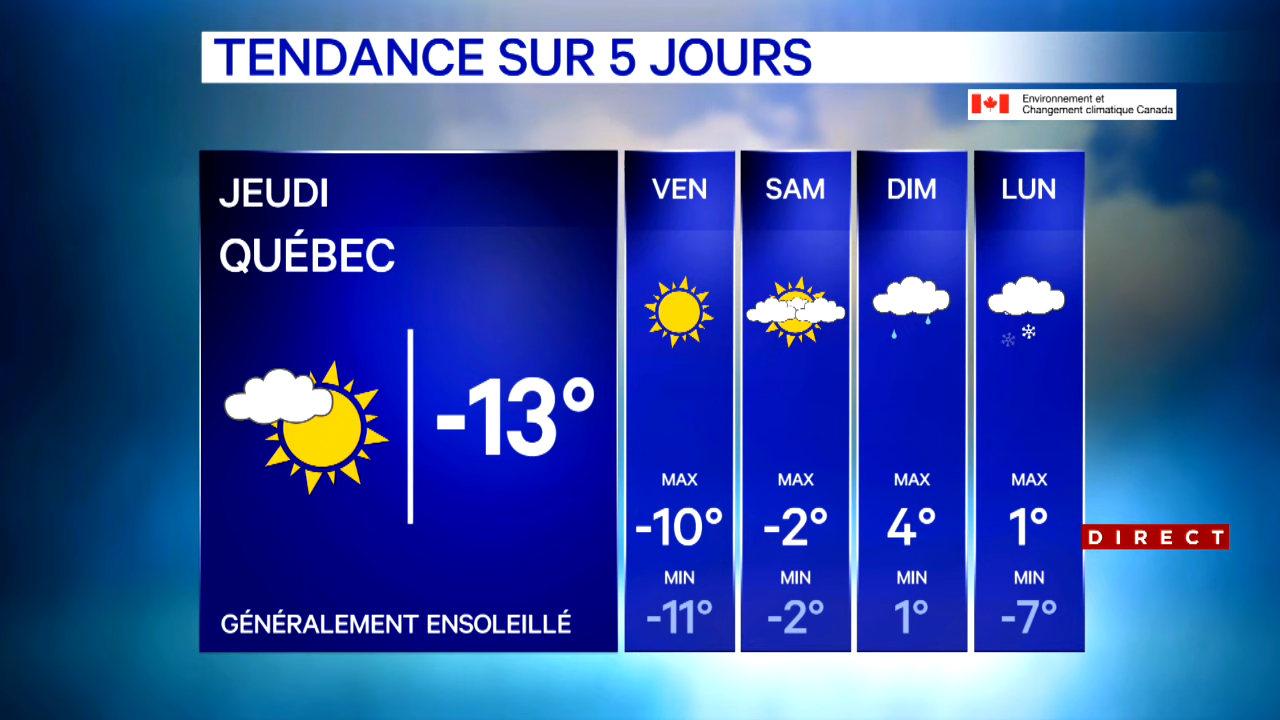 TENDANCE SUR 5 JOURS
Environnement et
Changement climatique Canada
JEUDI
QUÉBEC
-13°
GÉNÉRALEMENT ENSOLEILLÉ
VEN
MAX
-10°
MIN
-11°
SAM
MAX
-2°
MIN
-2°
DIM
MAX
4°
MIN
1°
LUN
MAX
1°
MIN
-7°
DIRECT